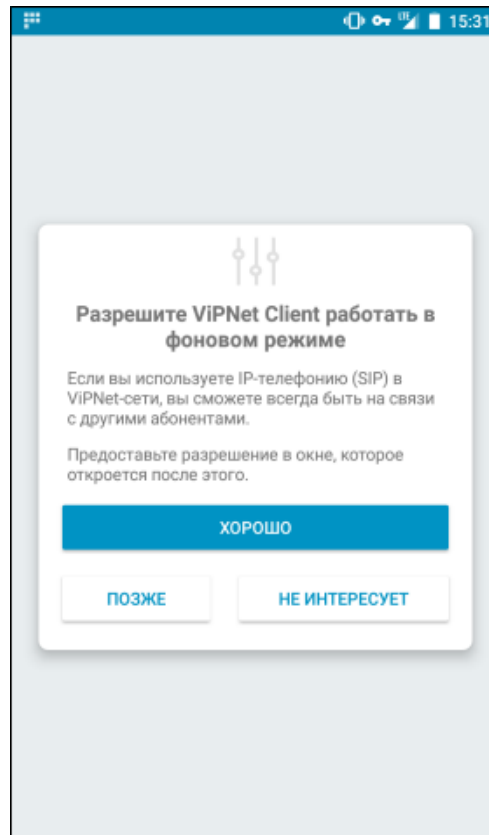 LTE 15:31
Разрешите ViPNet Client работать в
фоновом режиме
Если вы используете IP-телефонию (SIP) в
ViPNet-сети, вы сможете всегда быть на связи
с другими абонентами.
Предоставьте разрешение в окне, которое
откроется после этого.
ХОРОШО
ПОЗЖЕ НЕ ИНТЕРЕСУЕТ